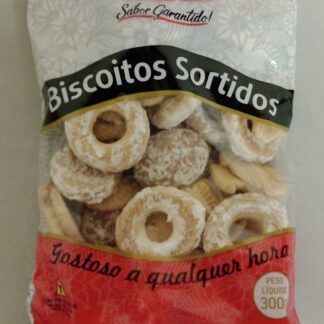 Sabor Garantido!
Biscoitos Sortidos
Gostoso a qualquer hora
PESO
LÍQUIDO
300